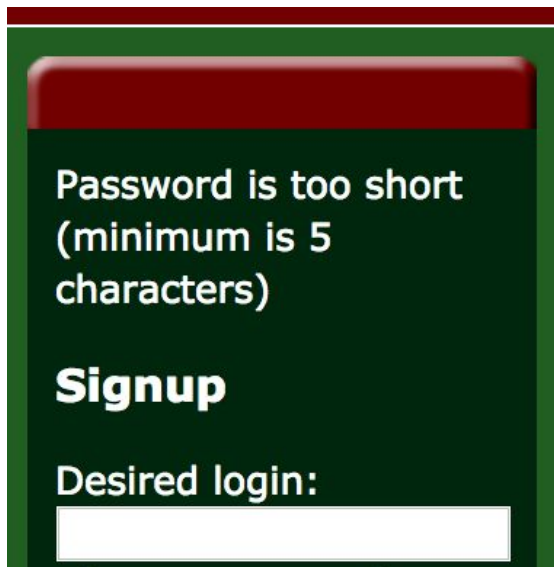 Password is too short
(minimum is 5
characters)
Signup
Desired login: